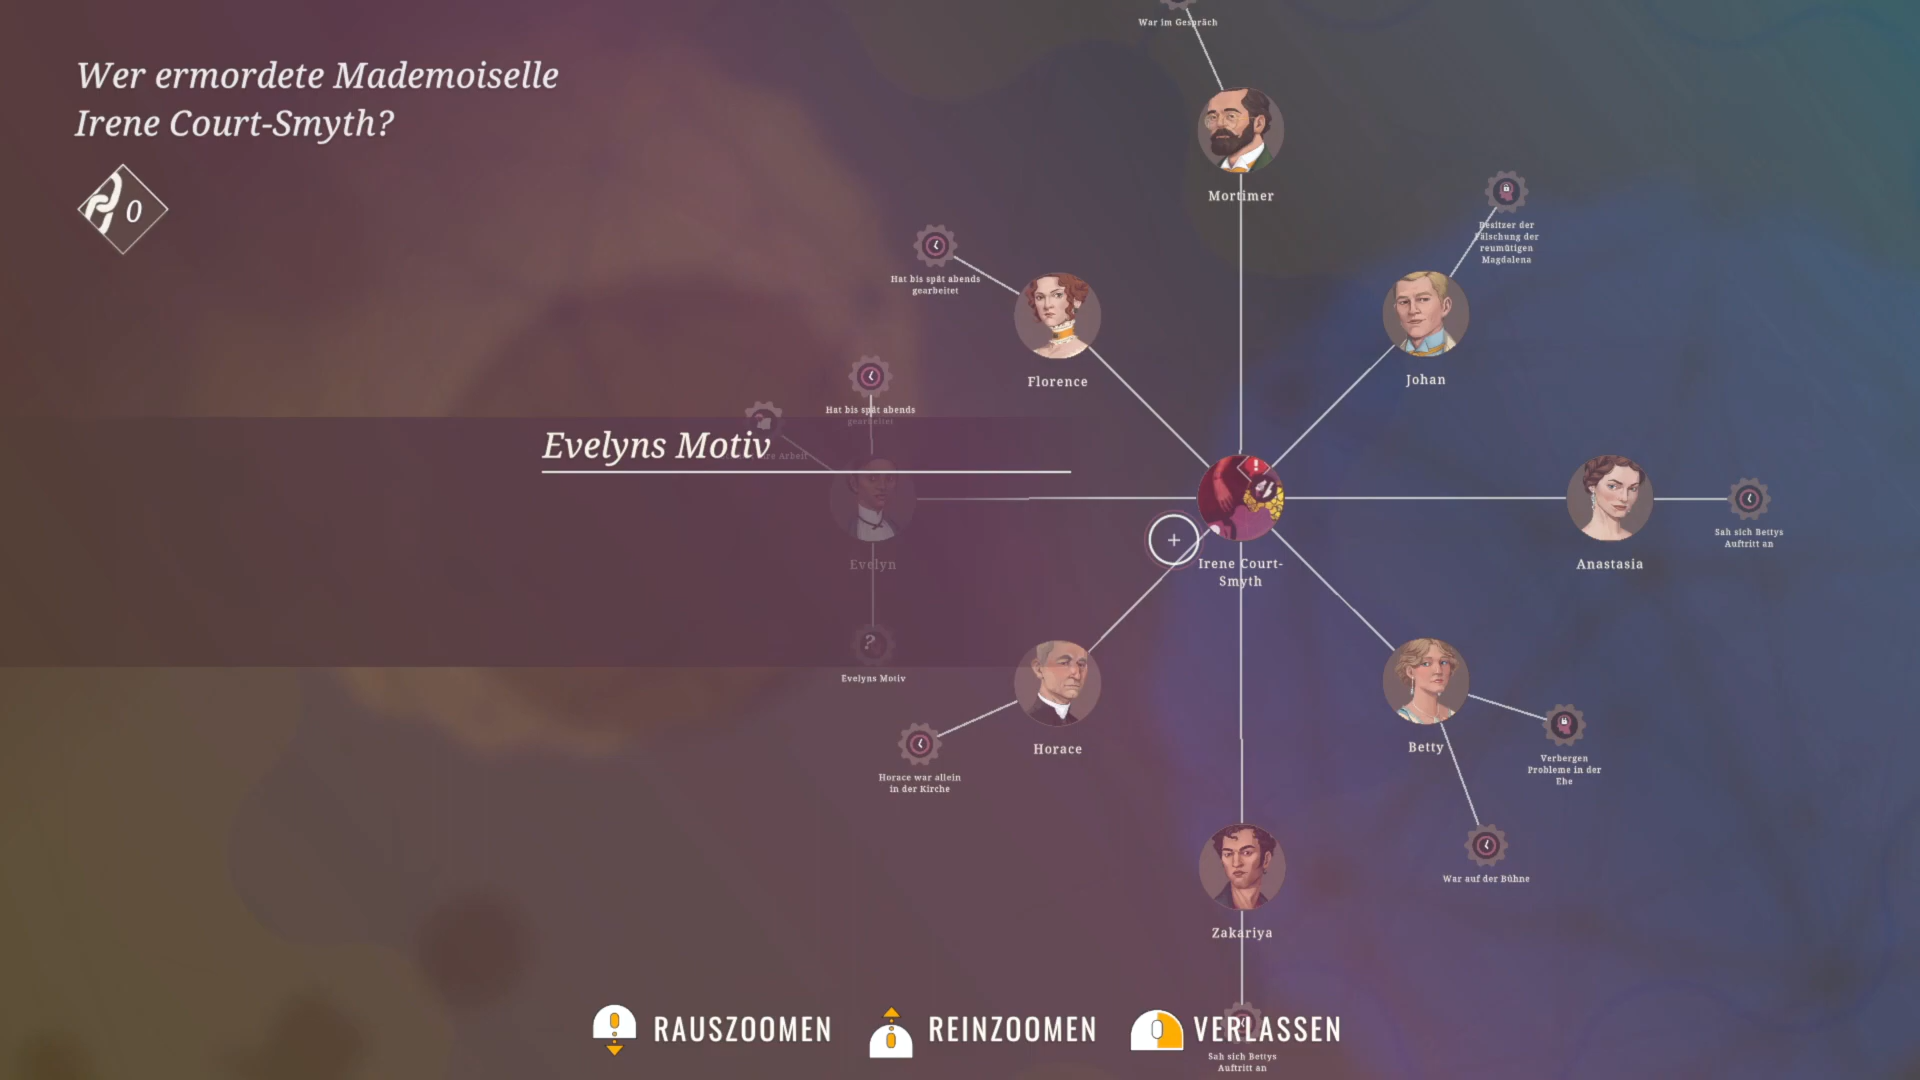 Wer ermordete Mademoiselle
Irene Court-Smyth?
0
War im Gespräch
Mortimer
Besitzer der
Fälschung der
reumütigen
Magdalena
Johan
Hat bis spät abends
gearbeitet
Florence
Hat bis spät abends
gearbeitet
Evelyns Motiv
Arbeit
Evelyn
Evelyns Motiv
Irene Court-
Smyth
Anastasia
Sah sich Bettys
Auftritt an
Horace
Horace war allein
in der Kirche
Betty
Verbergen
Probleme in der
Ehe
War auf der Bühne
Zakariya
RAUSZOOMEN
REINZOOMEN
VERLASSEN
Sah sich Bettys
Auftritt an